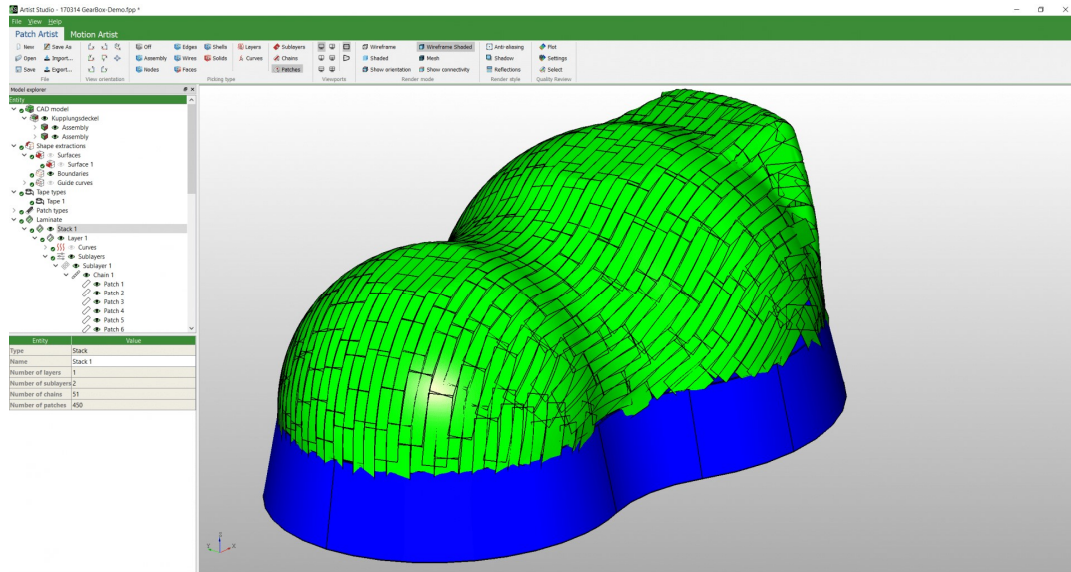 Artist Studio - 170314 GearBox-Demo.fpp *
File View Help
Patch Artist Motion Artist
New Save As Off Edges Shells Layers Sublayers Wireframe Wireframe Shaded Anti-aliasing Plot
Open Import... Assembly Wires Solids Curves Chains Shaded Mesh Shadow Settings
Save Export... Nodes Faces Patches Show orientation Show connectivity Reflections Select
File View orientation Picking type Viewports Render mode Render style Quality Review
Model explorer
Entity
CAD model
Kupplungsdeckel
Assembly
Assembly
Shape extractions
Surfaces
Surface 1
Boundaries
Guide curves
Tape types
Tape 1
Patch types
Laminate
Stack 1
Layer 1
Curves
Sublayers
Sublayer 1
Chain 1
Patch 1
Patch 2
Patch 3
Patch 4
Patch 5
Patch 6
Entity Value
Type Stack
Name Stack 1
Number of layers 1
Number of sublayers 2
Number of chains 51
Number of patches 450
Z
Y X